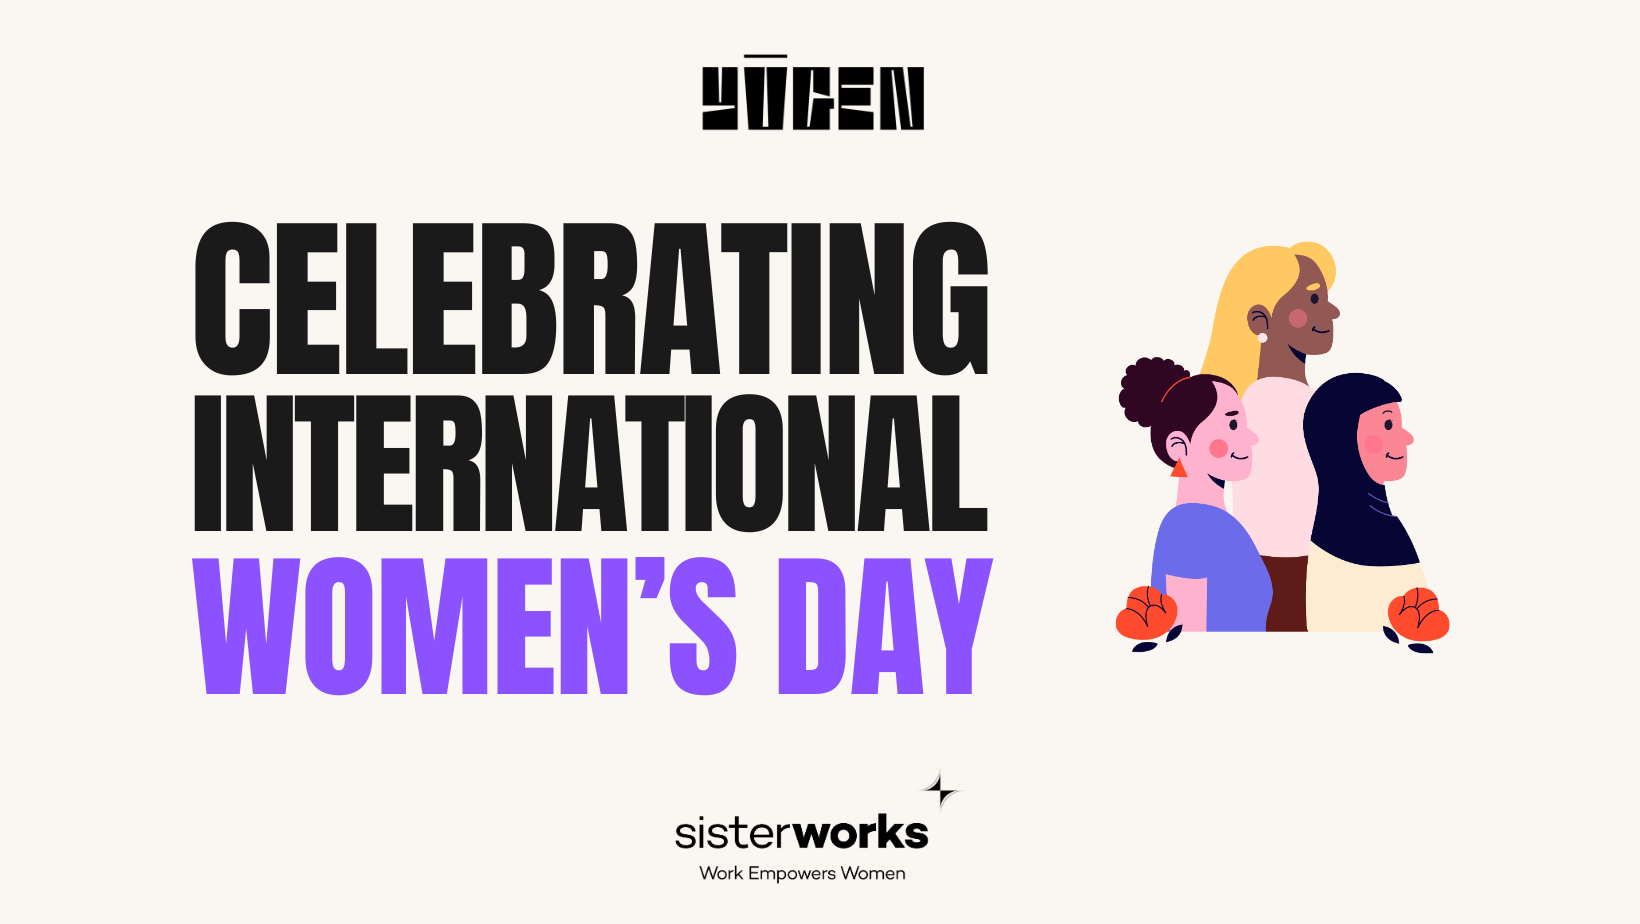 YŪGEN
CELEBRATING
INTERNATIONAL
WOMEN’S DAY
sisterworks
Work Empowers Women